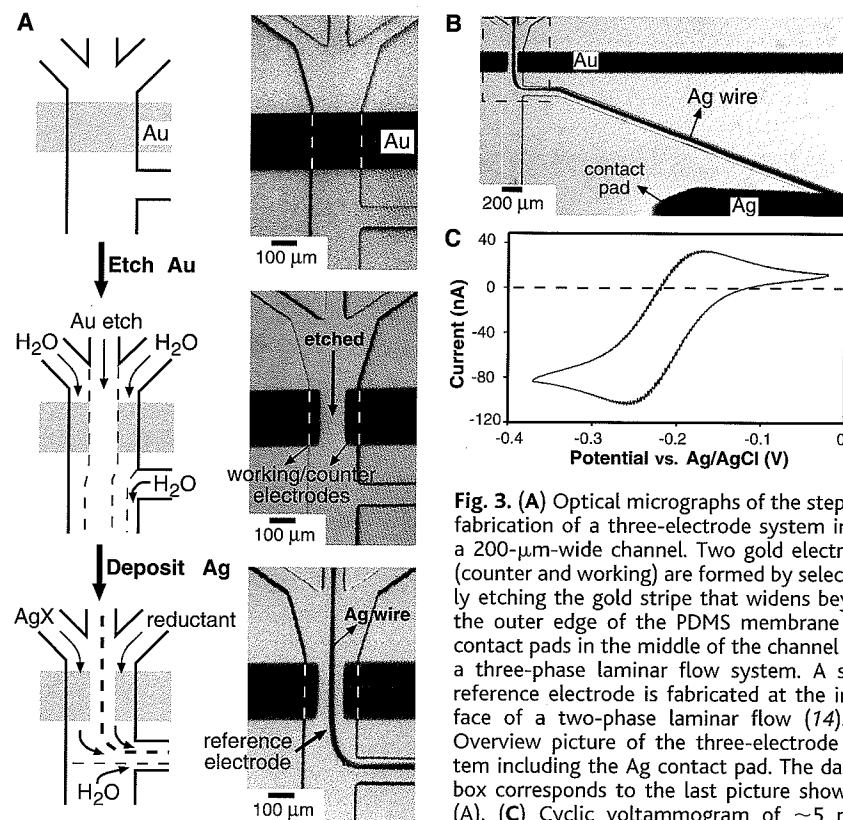 A
Au
Au
100 μm
Etch Au
Au etch
H2O
H2O
H2O
etched
working/counter
electrodes
100 μm
Deposit Ag
AgX
reductant
H2O
Ag wire
reference
electrode
100 μm
B
Au
Ag wire
contact
pad
Ag
200 μm
C
40
0
-40
-80
-120
Current (nA)
-0.4
-0.3
-0.2
-0.1
0
Potential vs. Ag/AgCl (V)
Fig. 3. (A) Optical micrographs of the step
fabrication of a three-electrode system in
a 200-μm-wide channel. Two gold electr
(counter and working) are formed by selec
ly etching the gold stripe that widens bey
the outer edge of the PDMS membrane
contact pads in the middle of the channel
a three-phase laminar flow system. A s
reference electrode is fabricated at the in
face of a two-phase laminar flow (14)
Overview picture of the three-electrode
tem including the Ag contact pad. The da
box corresponds to the last picture show
(A). (C) Cyclic voltammogram of ~5